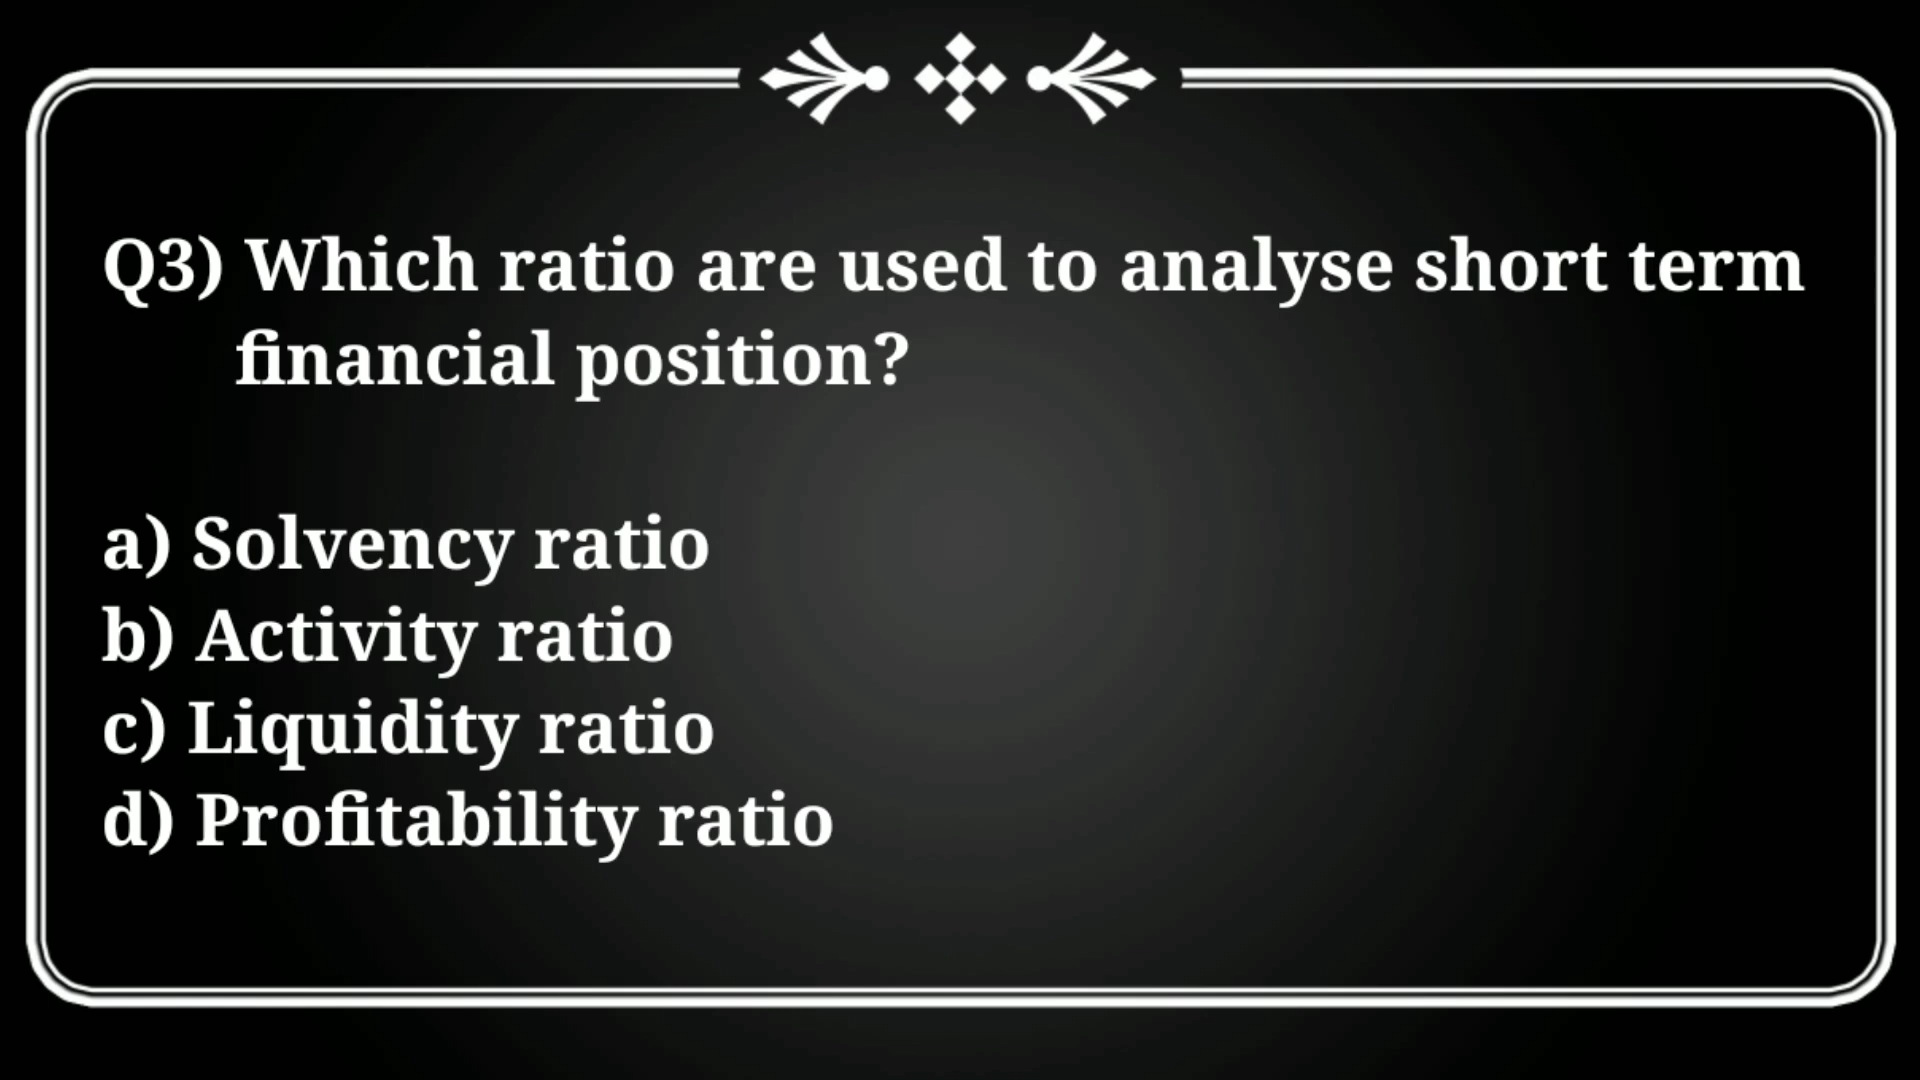 Q3) Which ratio are used to analyse short term
financial position?
a) Solvency ratio
b) Activity ratio
c) Liquidity ratio
d) Profitability ratio